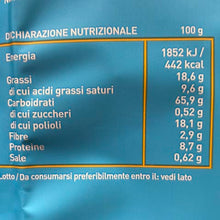 DICHIARAZIONE NUTRIZIONALE 100 g
Energia 1852 kJ /
442 kcal
Grassi 18,6 g
di cui acidi grassi saturi 9,6 g
Carboidrati 65,9 g
di cui zuccheri 0,52 g
di cui polioli 18,1 g
Fibre 2,9 g
Proteine 8,7 g
Sale 0,62 g
Lotto/Da consumarsi preferibilmente entro il: vedi lato